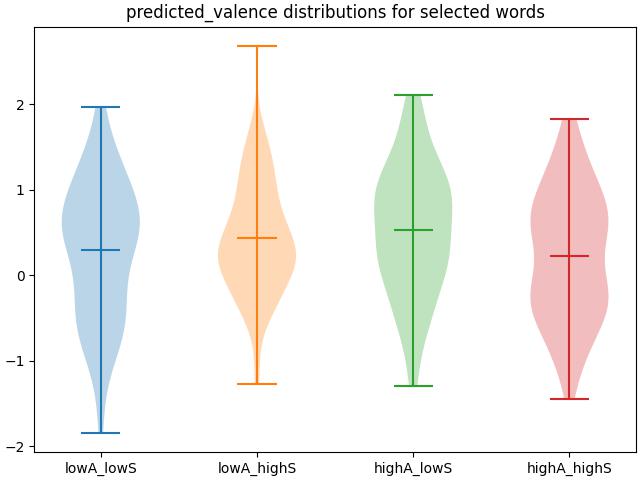 predicted_valence distributions for selected words
2
1
0
−1
−2
lowA_lowS
lowA_highS
highA_lowS
highA_highS